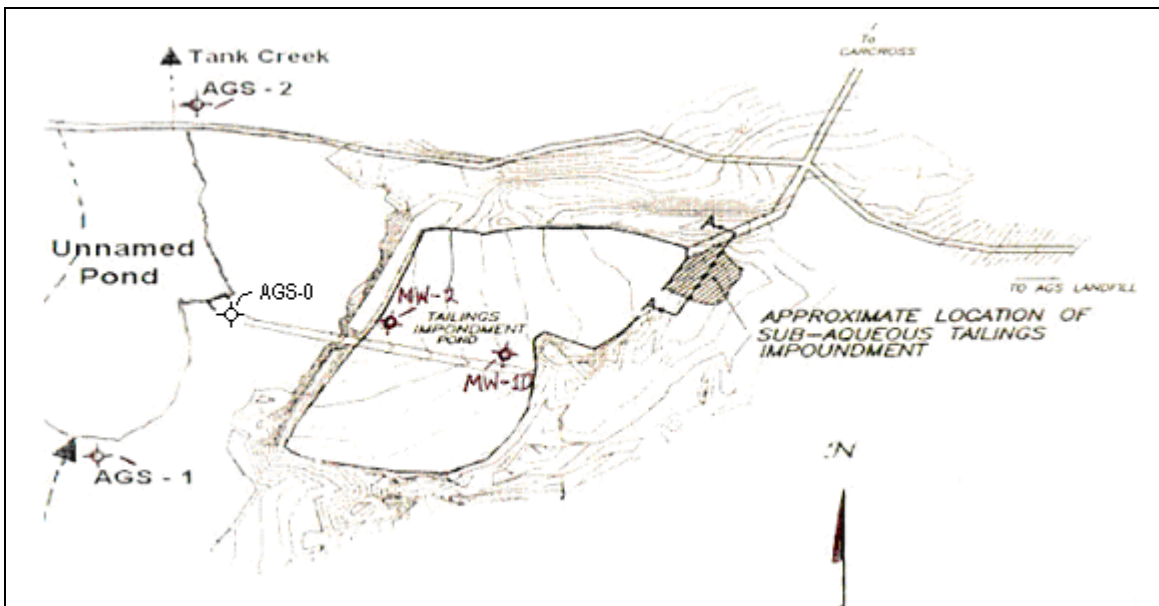 To
CARCROSS
Tank Creek
AGS - 2
Unnamed
Pond
AGS-0
MW-2
TAILINGS
IMPONDMENT
POND
MW-1D
A
A
TO AGS LANDFILL
APPROXIMATE LOCATION OF
SUB-AQUEOUS TAILINGS
IMPOUNDMENT
AGS - 1
:N